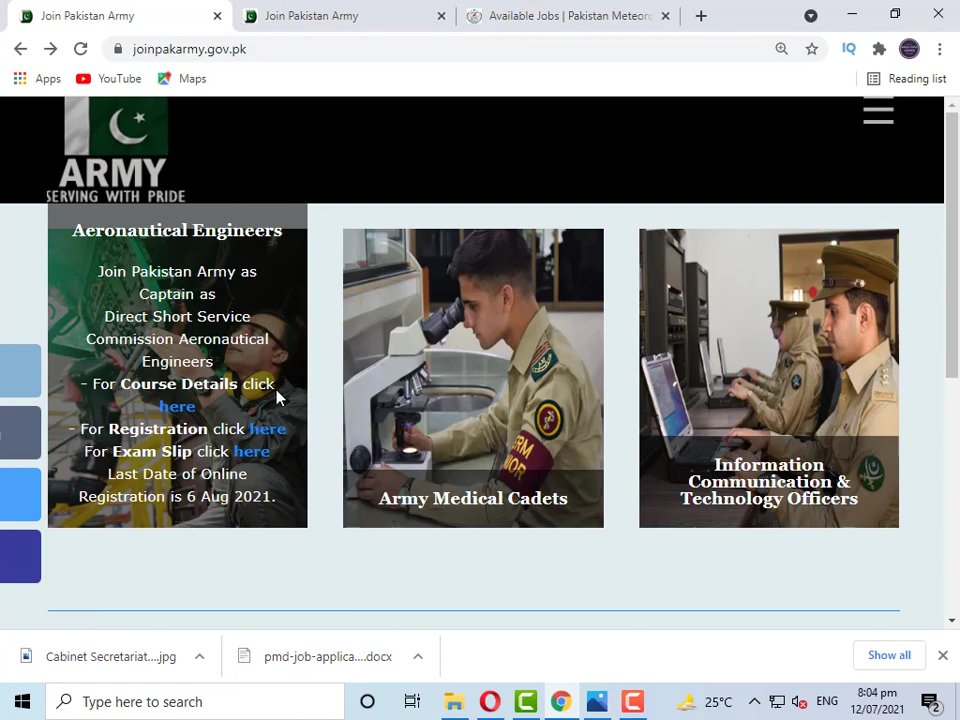 Join Pakistan Army
Join Pakistan Army
Available Jobs | Pakistan Meteoro
joinpakarmy.gov.pk
IQ
Apps
YouTube
Maps
Reading list
ARMY
SERVING WITH PRIDE
Aeronautical Engineers
Join Pakistan Army as
Captain as
Direct Short Service
Commission Aeronautical
Engineers
- For Course Details click
here
- For Registration click here
For Exam Slip click here
Last Date of Online
Registration is 6 Aug 2021.
Army Medical Cadets
Information
Communication &
Technology Officers
Cabinet Secretariat....jpg
pmd-job-applica....docx
Show all
Type here to search
25°C
ENG
8:04 pm
12/07/2021
2